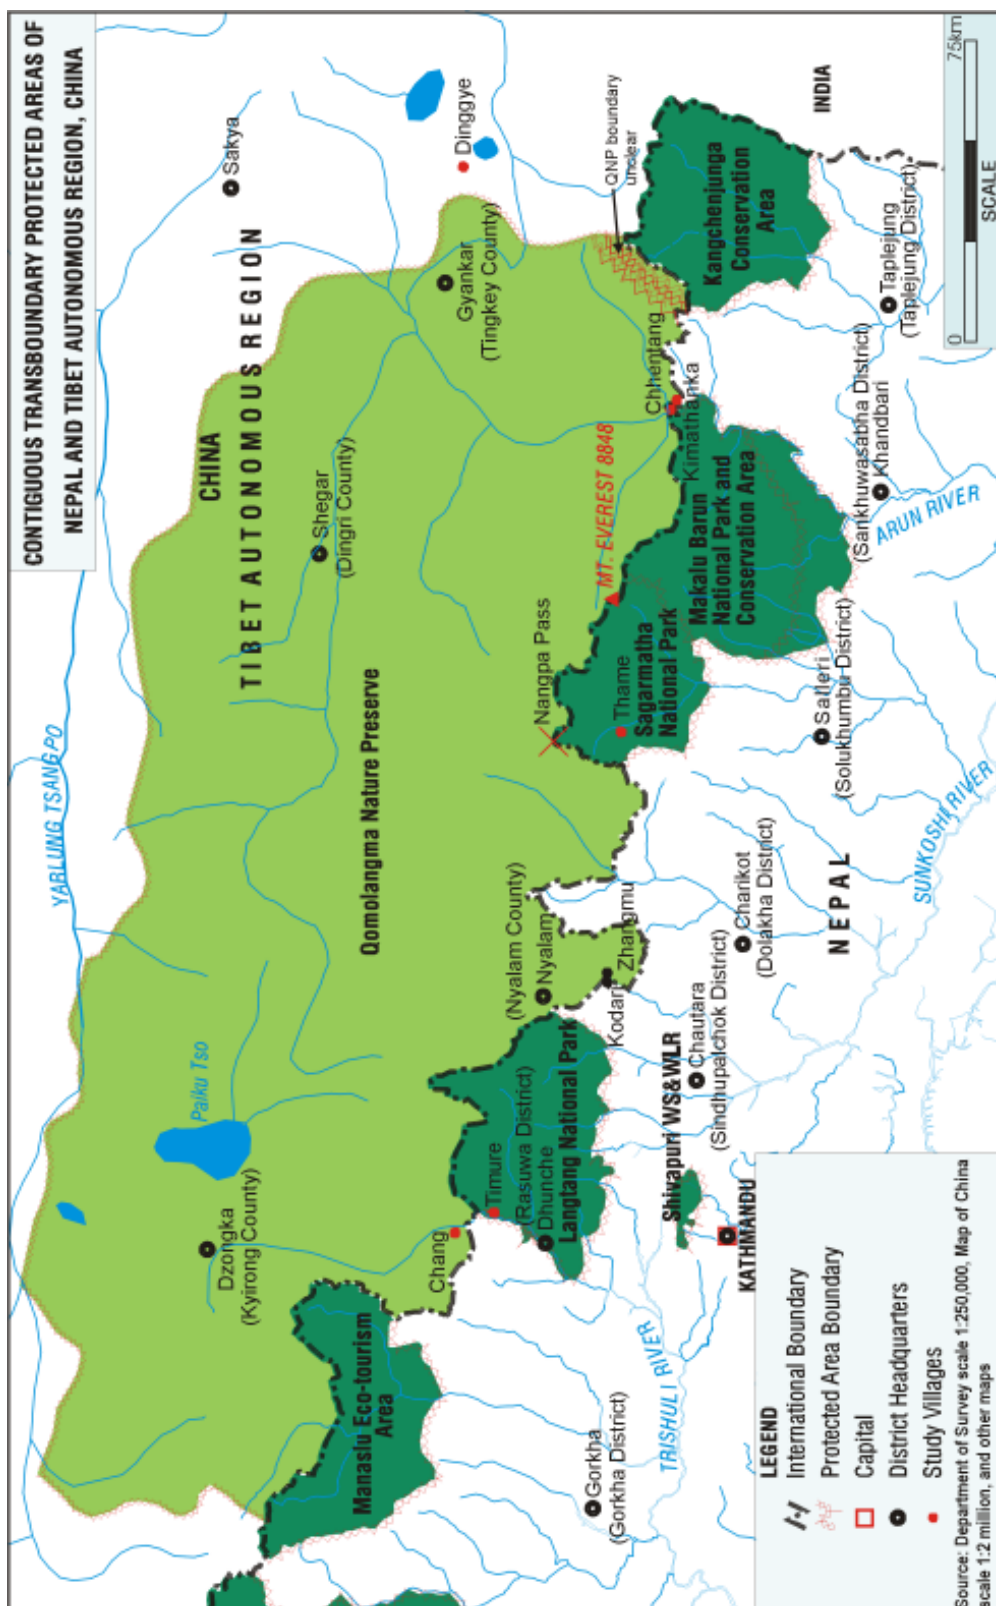 CONTIGUOUS TRANSBOUNDARY PROTECTED AREAS OF
NEPAL AND TIBET AUTONOMOUS REGION, CHINA
YARLUNG TSANGPO
Sakya
CHINA
TIBET AUTONOMOUS REGION
Paiku Tso
Dzongka
(Kyirong County)
Shegar
(Dingri County)
Dinggye
Gyankar
(Tingkey County)
Qomolangma Nature Preserve
QNP boundary
unclear
Manaslu Eco-tourism
Area
Chang
Timure
(Rasuwa District)
Dhunche
Langtang National Park
(Nyalam County)
Nyalam
Kodari
Zhangmu
Nangpa Pass
MT. EVEREST 8848
Thame
Sagarmatha
National Park
Chhentang
Kimathanka
Makalu Barun
National Park and
Conservation Area
Kangchenjunga
Conservation
Area
INDIA
Gorkha
(Gorkha District)
TRISHULI RIVER
Shivapuri WS&WLR
Chautara
(Sindhupalchok District)
KATHMANDU
Charikot
(Dolakha District)
NEPAL
SUNKOSHI RIVER
Salleri
(Solukhumbu District)
(Sankhuwasabha District)
Khandbari
ARUN RIVER
Taplejung
(Taplejung District)
LEGEND
International Boundary
Protected Area Boundary
Capital
District Headquarters
Study Villages
Source: Department of Survey scale 1:250,000, Map of China
scale 1:2 million, and other maps
0 75km
SCALE